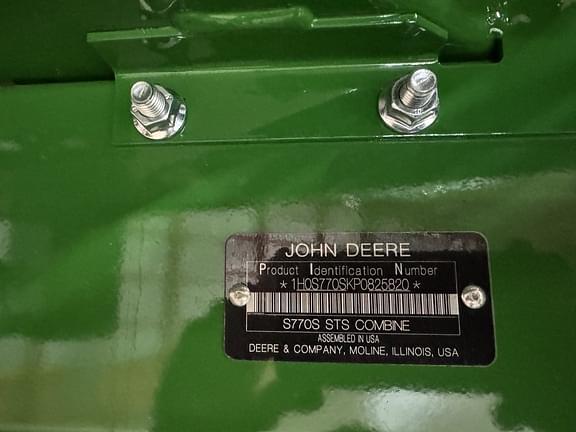 JOHN DEERE
Product Identification Number
*1H0S770SKP0825820*
S770S STS COMBINE
ASSEMBLED IN USA
DEERE & COMPANY, MOLINE, ILLINOIS, USA